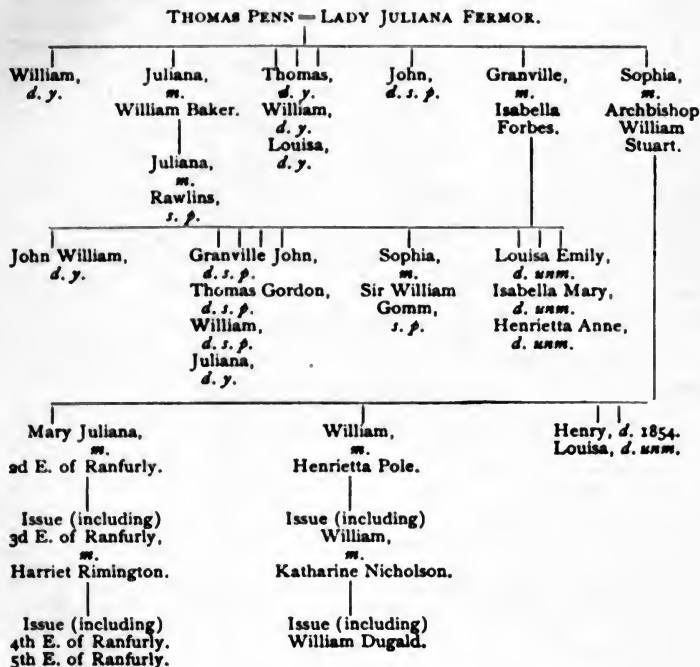 THOMAS PENN = LADY JULIANA FERMOR.
William,
d. y.
Juliana,
m.
William Baker.
Juliana,
m.
Rawlins,
s. p.
Thomas,
d. y.
William,
d. y.
Louisa,
d. y.
John,
d. s. p.
Granville,
m.
Isabella
Forbes.
Sophia,
m.
Archbishop
William
Stuart.
John William,
d. y.
Granville John,
d. s. p.
Thomas Gordon,
d. s. p.
William,
d. s. p.
Juliana,
d. y.
Sophia,
m.
Sir William
Gomm,
s. p.
Louisa Emily,
d. unm.
Isabella Mary,
d. unm.
Henrietta Anne,
d. unm.
Mary Juliana,
m.
2d E. of Ranfurly.
Issue (including)
3d E. of Ranfurly,
m.
Harriet Rimington.
Issue (including)
4th E. of Ranfurly.
5th E. of Ranfurly.
William,
m.
Henrietta Pole.
Issue (including)
William,
m.
Katharine Nicholson.
Issue (including)
William Dugald.
Henry, d. 1854.
Louisa, d. unm.